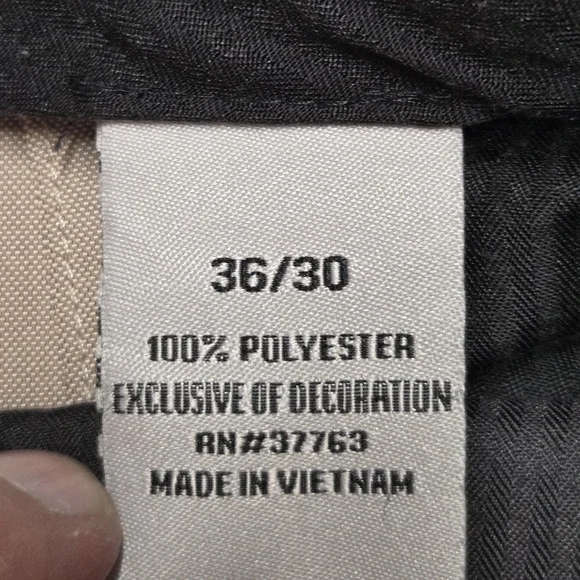 36/30
100% POLYESTER
EXCLUSIVE OF DECORATION
RN#37763
MADE IN VIETNAM